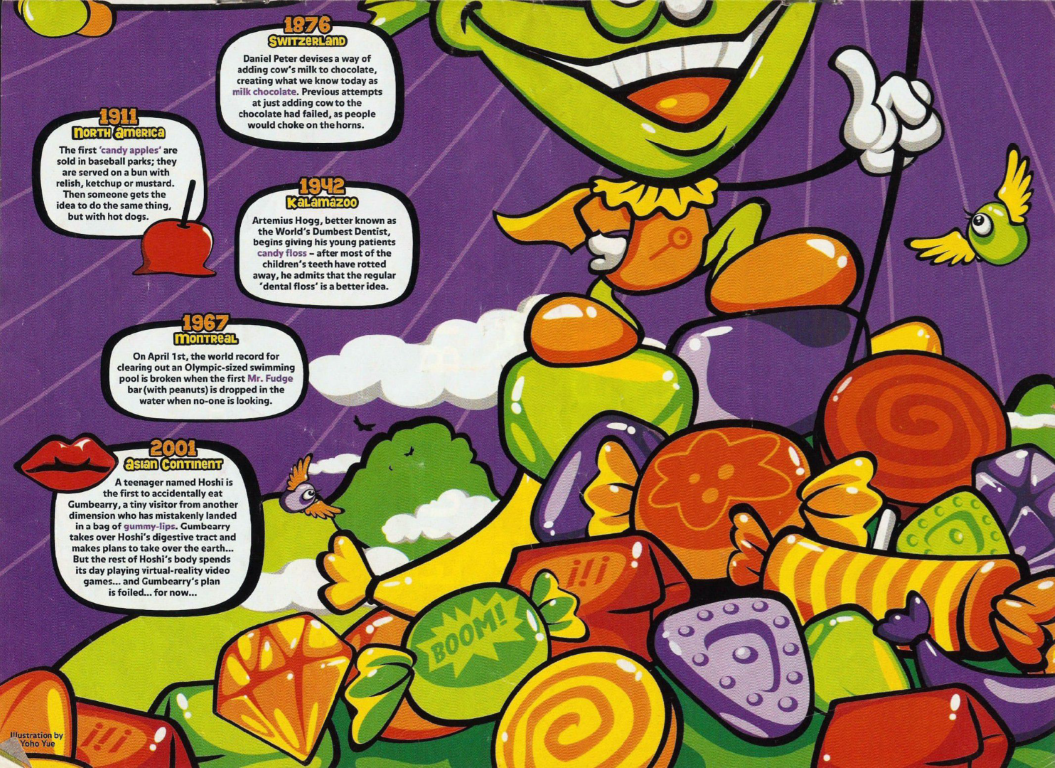 1876
SWITZERLAND
Daniel Peter devises a way of
adding cow's milk to chocolate,
creating what we know today as
milk chocolate. Previous attempts
at just adding cow to the
chocolate had failed, as people
would choke on the horns.
1911
NORTH AMERICA
The first 'candy apples' are
sold in baseball parks; they
are served on a bun with
relish, ketchup or mustard.
Then someone gets the
idea to do the same thing,
but with hot dogs.
1942
KALAMAZOO
Artemius Hogg, better known as
the World's Dumbest Dentist,
begins giving his young patients
candy floss – after most of the
children's teeth have rotted
away, he admits that the regular
'dental floss' is a better idea.
1967
MONTREAL
On April 1st, the world record for
clearing out an Olympic-sized swimming
pool is broken when the first Mr. Fudge
bar (with peanuts) is dropped in the
water when no-one is looking.
2001
ASIAN CONTINENT
A teenager named Hoshi is
the first to accidentally eat
Gumbearry, a tiny visitor from another
dimension who has mistakenly landed
in a bag of gummy-lips. Gumbearry
takes over Hoshi's digestive tract and
makes plans to take over the earth...
But the rest of Hoshi's body spends
its day playing virtual-reality video
games... and Gumbearry's plan
is foiled... for now...
BOOM!
Illustration by
Yoho Yue